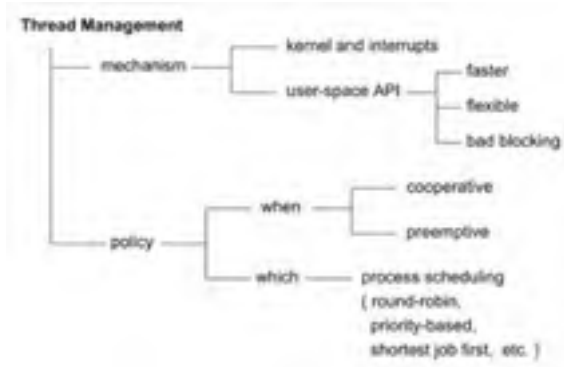 Thread Management
kernel and interrupts
mechanism
user-space API
faster
flexible
bad blocking
cooperative
when
preemptive
policy
which
process scheduling
( round-robin,
priority-based,
shortest job first, etc. )